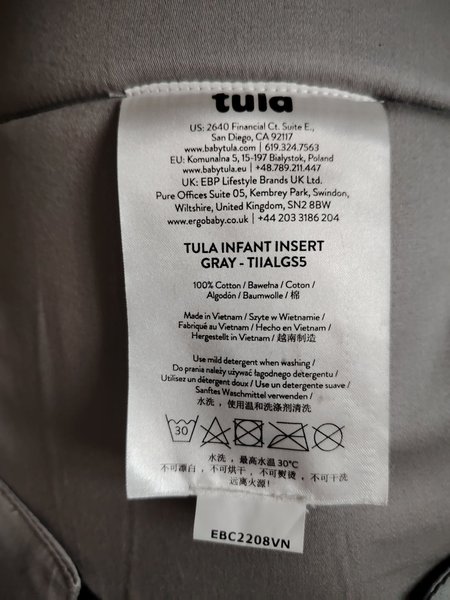 tula
US: 2640 Financial Ct. Suite E.,
San Diego, CA 92117
www.babytula.com | 619.324.7563
EU: Komunalna 5, 15-197 Bialystok, Poland
www.babytula.eu | +48.789.211.447
UK: EBP Lifestyle Brands UK Ltd.
Pure Offices Suite 05, Kembrey Park, Swindon,
Wiltshire, United Kingdom, SN2 8BW
www.ergobaby.co.uk | +44 203 3186 204
TULA INFANT INSERT
GRAY - TIIALGS5
100% Cotton / Bawełna / Coton /
Algodón / Baumwolle / 棉
Made in Vietnam / Szyte w Wietnamie /
Fabriqué au Vietnam / Hecho en Vietnam /
Hergestellt in Vietnam / 越南制造
Use mild detergent when washing /
Do prania należy używać łagodnego detergentu /
Utilisez un détergent doux / Use un detergente suave /
Sanftes Waschmittel verwenden /
水洗，使用温和洗涤剂清洗
30
水洗，最高水温 30℃
不可漂白，不可烘干，不可熨烫，不可干洗
远离火源！
EBC2208VN